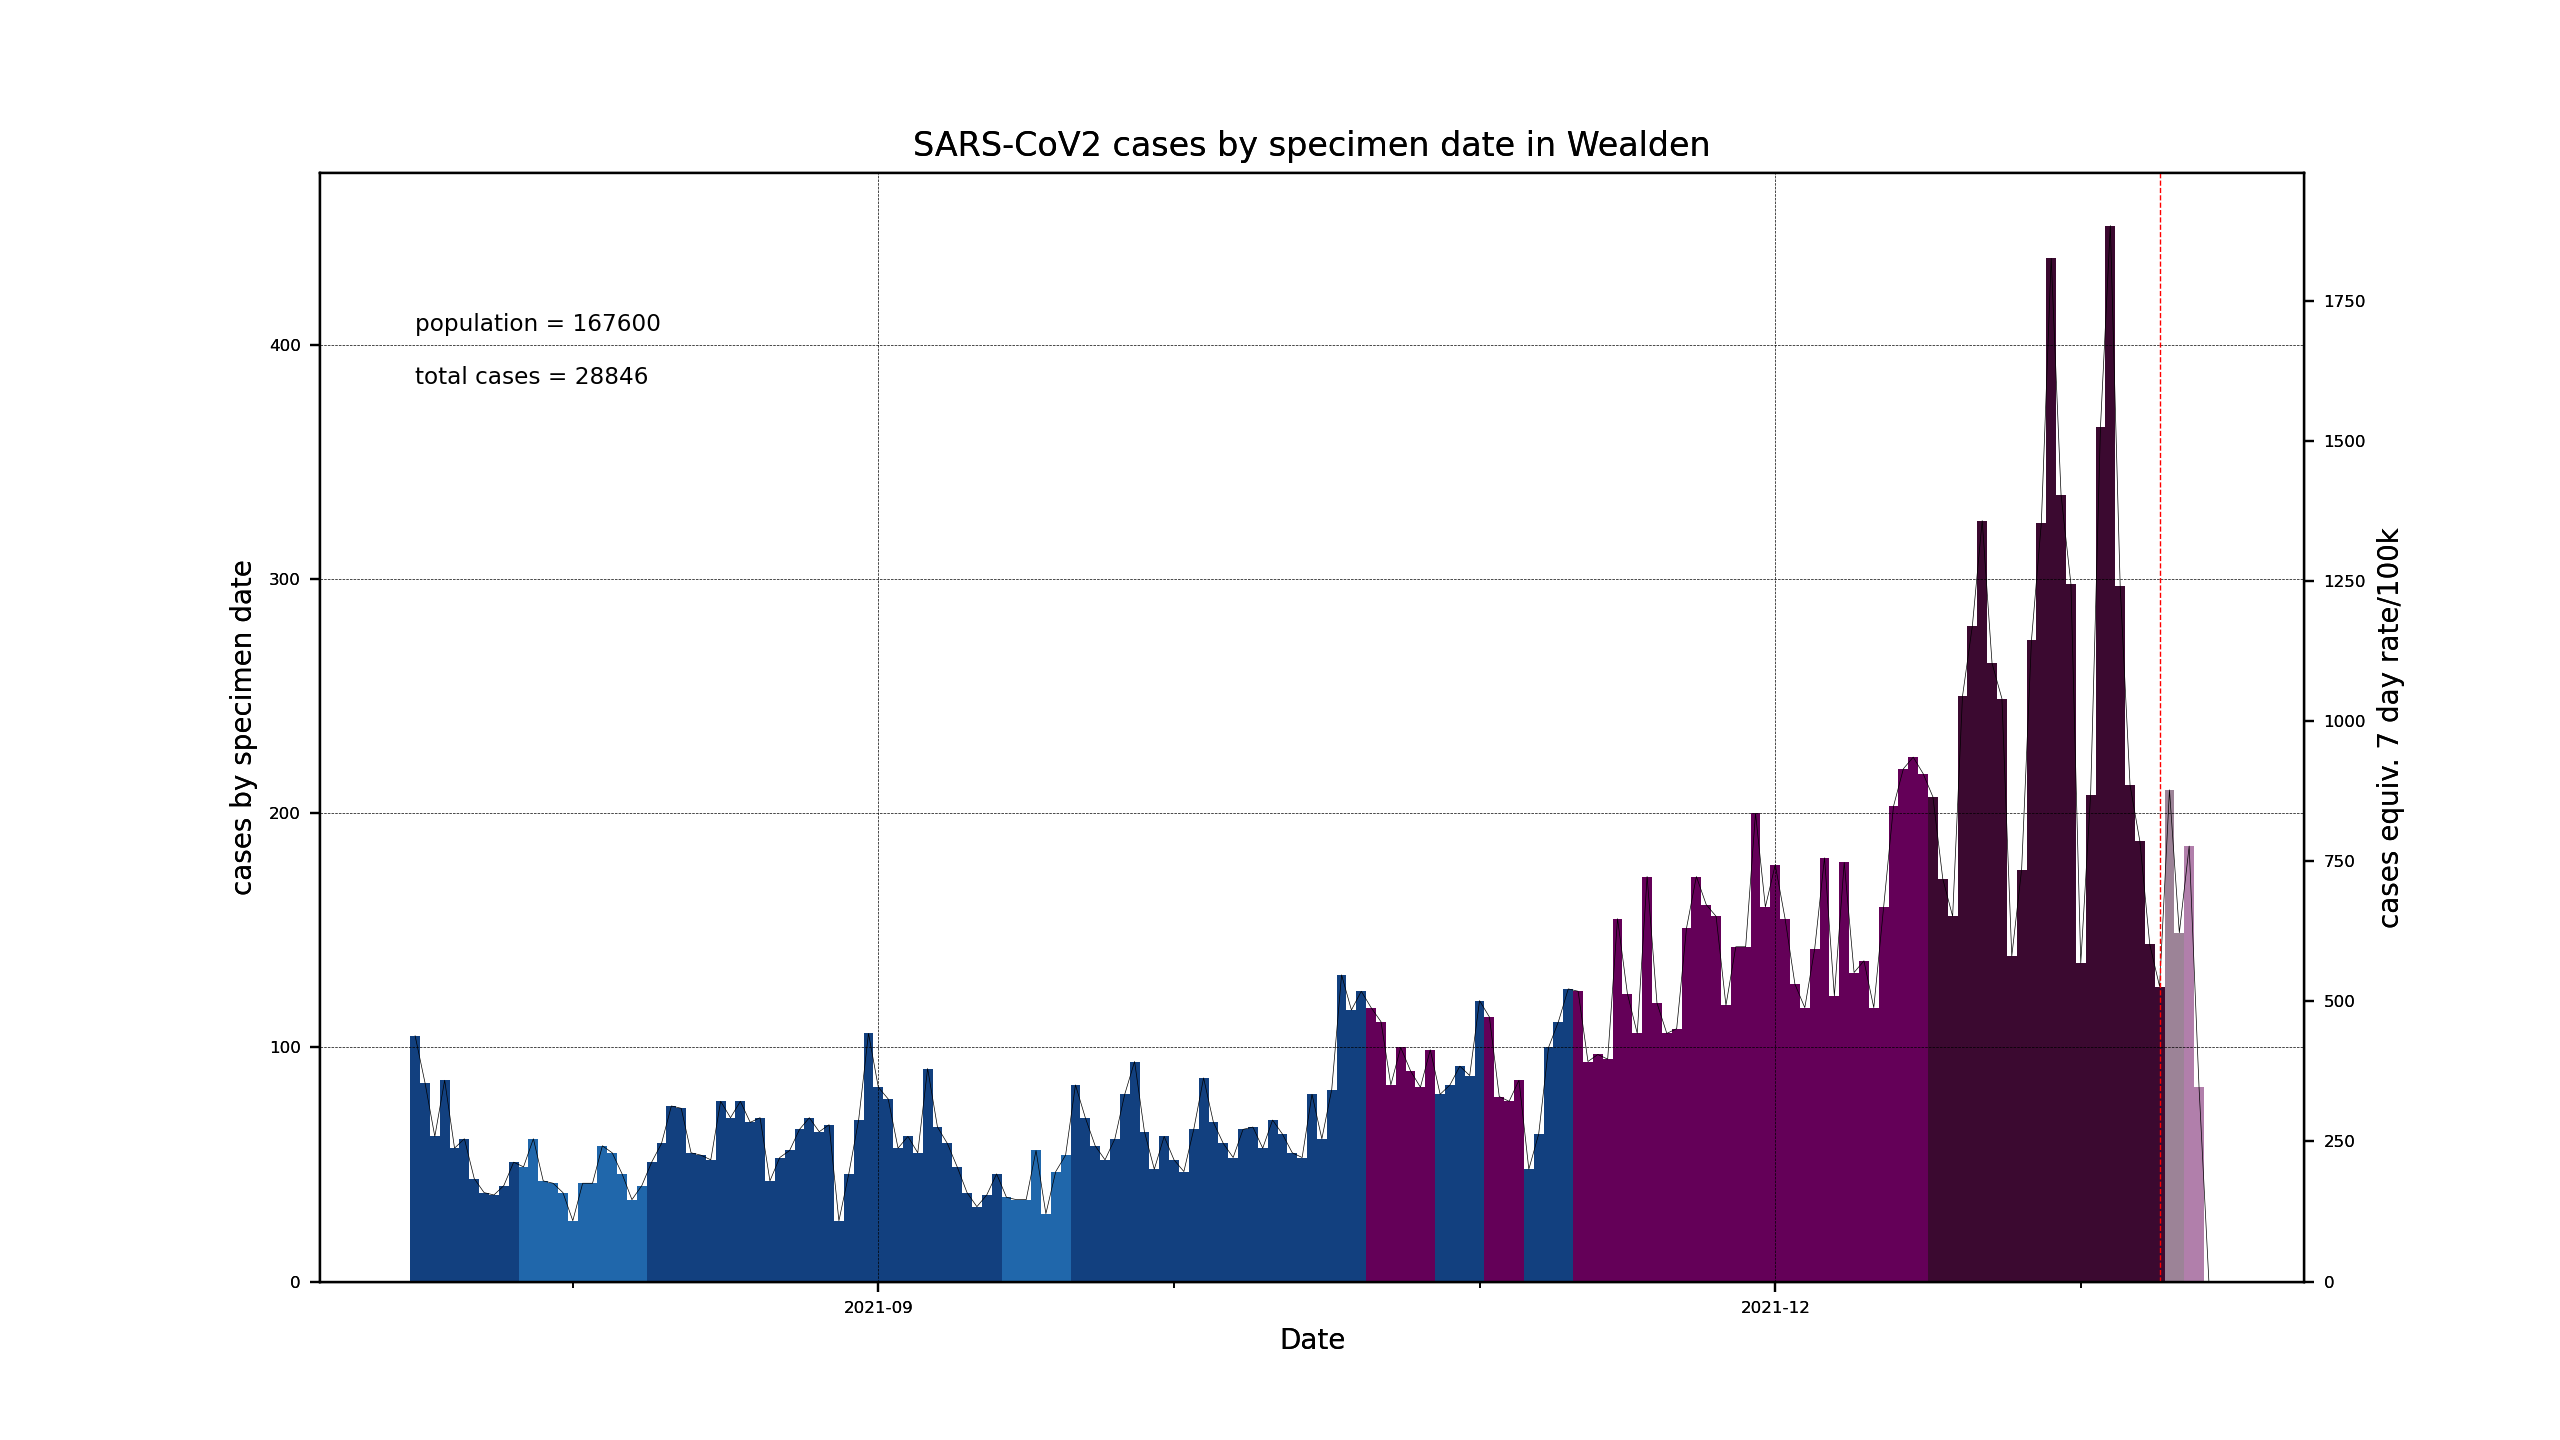 SARS-CoV2 cases by specimen date in Wealden
population = 167600
total cases = 28846
cases by specimen date
400
300
200
100
0
1750
1500
1250
1000
750
500
250
0
cases equiv. 7 day rate/100k
2021-09
2021-12
Date